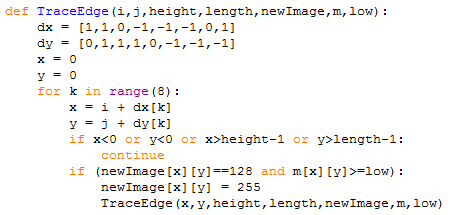 def TraceEdge(i,j,height,length,newImage,m,low):
    dx = [1,1,0,-1,-1,-1,0,1]
    dy = [0,1,1,1,0,-1,-1,-1]
    x = 0
    y = 0
    for k in range(8):
        x = i + dx[k]
        y = j + dy[k]
        if x<0 or y<0 or x>height-1 or y>length-1:
            continue
        if (newImage[x][y]==128 and m[x][y]>=low):
            newImage[x][y] = 255
            TraceEdge(x,y,height,length,newImage,m,low)